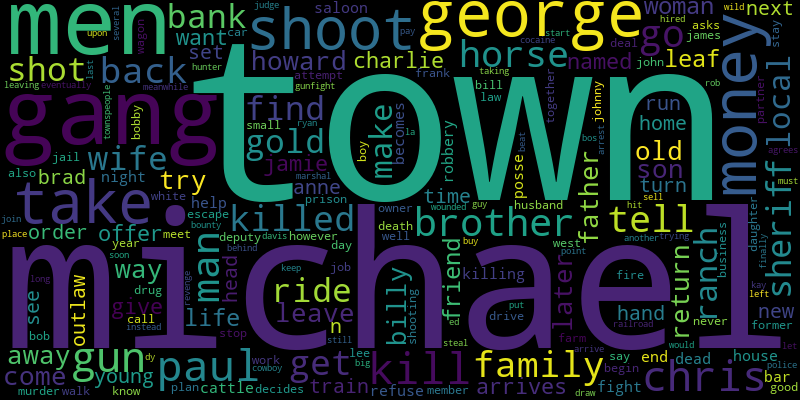 town
michael
men
gang
george
shoot
money
take
gun
paul
brother
family
chris
kill
tell
ride
horse
sheriff
local
bank
back
shot
howard
charlie
woman
next
go
leaf
named
want
set
find
gold
make
wife
killed
try
offer
order
way
man
billy
friend
later
father
son
old
home
run
turn
return
ranch
hand
new
get
leave
life
give
outlaw
see
away
come
young
train
arrives
jamie
anne
brad
night
time
head
help
posse
robbery
becomes
boy
small
jail
also
bobby
townspeople
saloon
judge
car
several
upon
wagon
last
leaving
eventually
meanwhile
hunter
attempt
gunfight
frank
pay
hired
cocaine
start
asks
deal
james
john
wild
stay
bill
law
taking
together
johnny
rob
partner
agrees
must
sell
daughter
business
trying
another
finally
kay
left
former
never
fire
west
point
farm
railroad
would
house
bar
good
police
let
dead
end
say
begin
fight
arrive
draw
member
refuse
decides
cattle
plan
work
cowboy
lee
big
still
stop
revenge
keep
job
behind
day
however
deputy
escape
bounty
prison
white
owner
death
well
davis
husband
wounded
guy
hit
killing
shooting
drive
put
buy
ed
steal
n
dy
know
walk
murder
instead
call
drug
meet
year
soon
long
bob
place
join
marshal
ryan
la
beat
arrest
bos